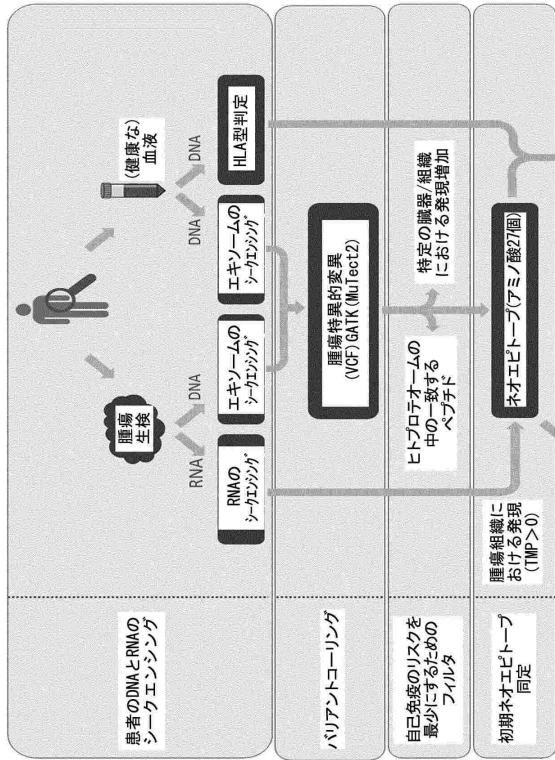 患者のDNAとRNAの
シークエンシング
腫瘍
生検
(健康な)
血液
RNA
DNA
DNA
DNA
RNAの
シークエンシング
エキソームの
シークエンシング
エキソームの
シークエンシング
HLA型判定
バリアントコーリング
腫瘍特異的変異
(VCF)GATK(MuTect2)
自己免疫のリスクを
最少にするための
フィルタ
ヒトプロテオームの
中の一致する
ペプチド
特定の臓器/組織
における発現増加
初期ネオエピトープ
同定
腫瘍組織に
おける発現
(TMP>0)
ネオエピトープ(アミノ酸27個)